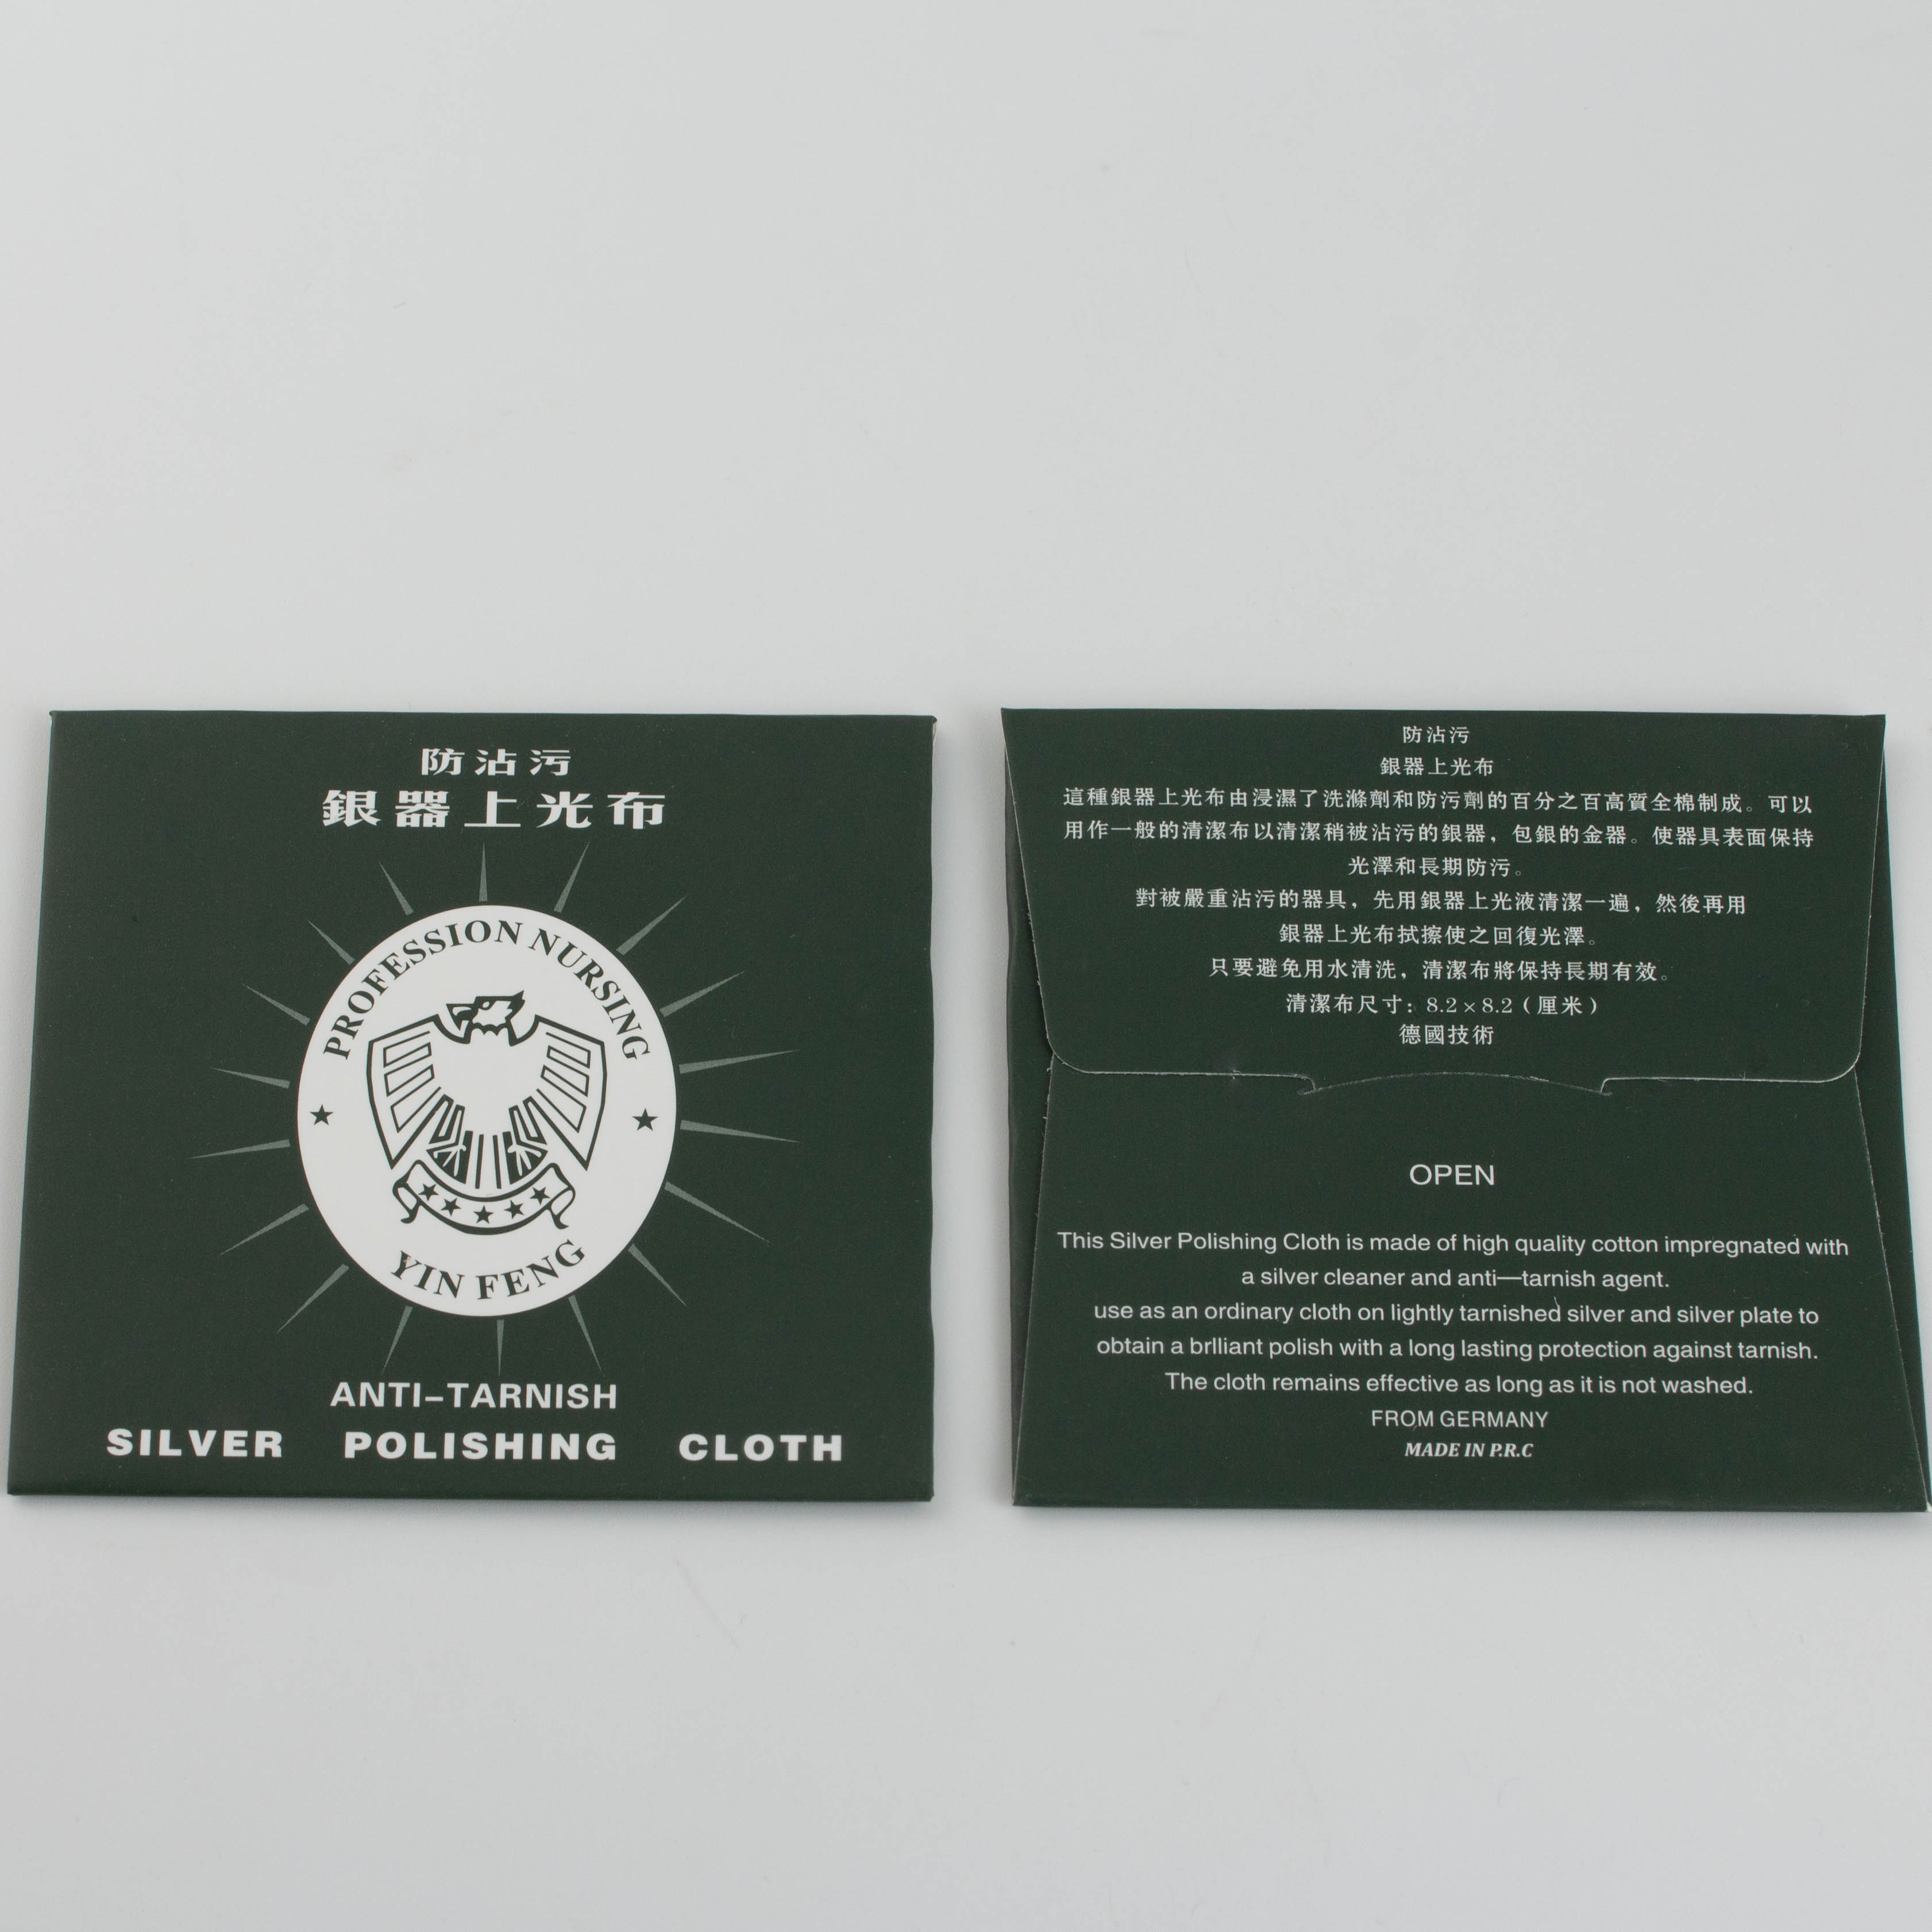 防沾污
銀器上光布
PROFESSION NURSING
YIN FENG
ANTI–TARNISH
SILVER POLISHING CLOTH
防沾污
銀器上光布
這種銀器上光布由浸濕了洗滌劑和防污劑的百分之百高質全棉制成。可以
用作一般的清潔布以清潔稍被沾污的銀器，包銀的金器。使器具表面保持
光澤和長期防污。
對被嚴重沾污的器具，先用銀器上光液清潔一遍，然後再用
銀器上光布拭擦使之回復光澤。
只要避免用水清洗，清潔布將保持長期有效。
清潔布尺寸：8.2×8.2（厘米）
德國技術
OPEN
This Silver Polishing Cloth is made of high quality cotton impregnated with
a silver cleaner and anti—tarnish agent.
use as an ordinary cloth on lightly tarnished silver and silver plate to
obtain a brlliant polish with a long lasting protection against tarnish.
The cloth remains effective as long as it is not washed.
FROM GERMANY
MADE IN P.R.C